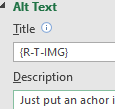 Alt Text
Title
{R-T-IMG}
Description
Just put an achor i